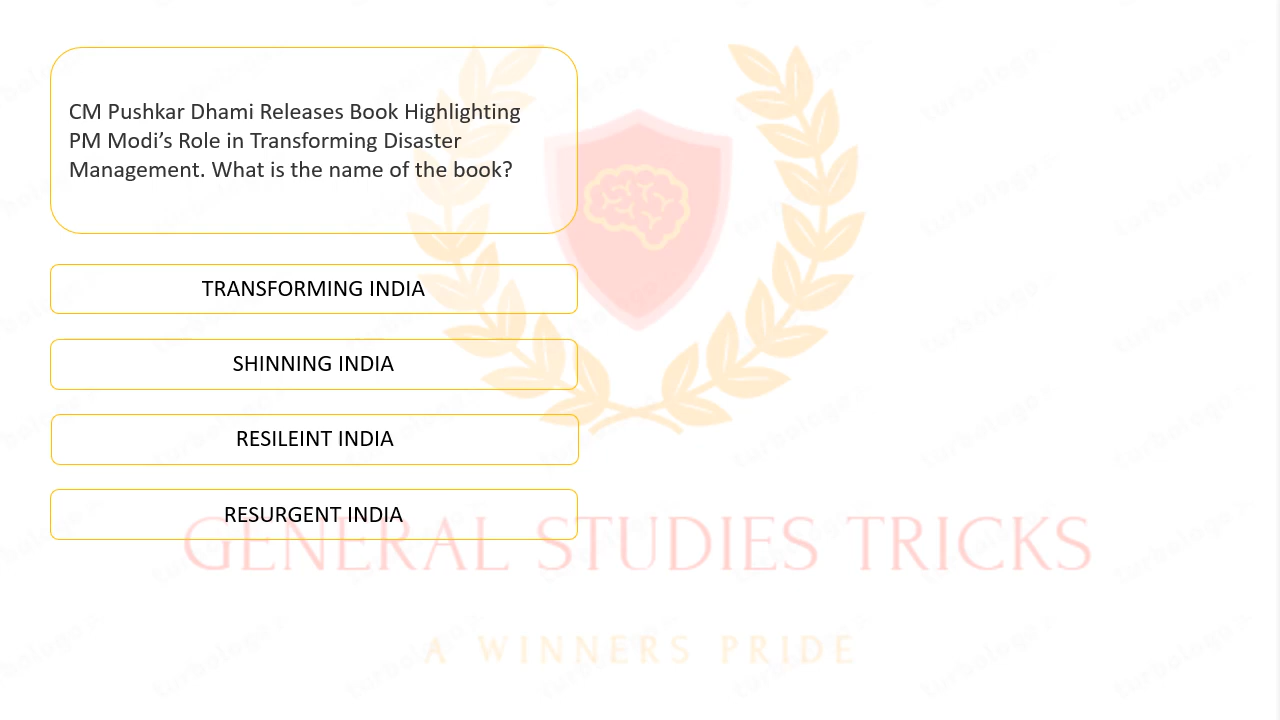 CM Pushkar Dhami Releases Book Highlighting
PM Modi’s Role in Transforming Disaster
Management. What is the name of the book?
TRANSFORMING INDIA
SHINNING INDIA
RESILEINT INDIA
RESURGENT INDIA
GENERAL STUDIES TRICKS
A WINNERS PRIDE